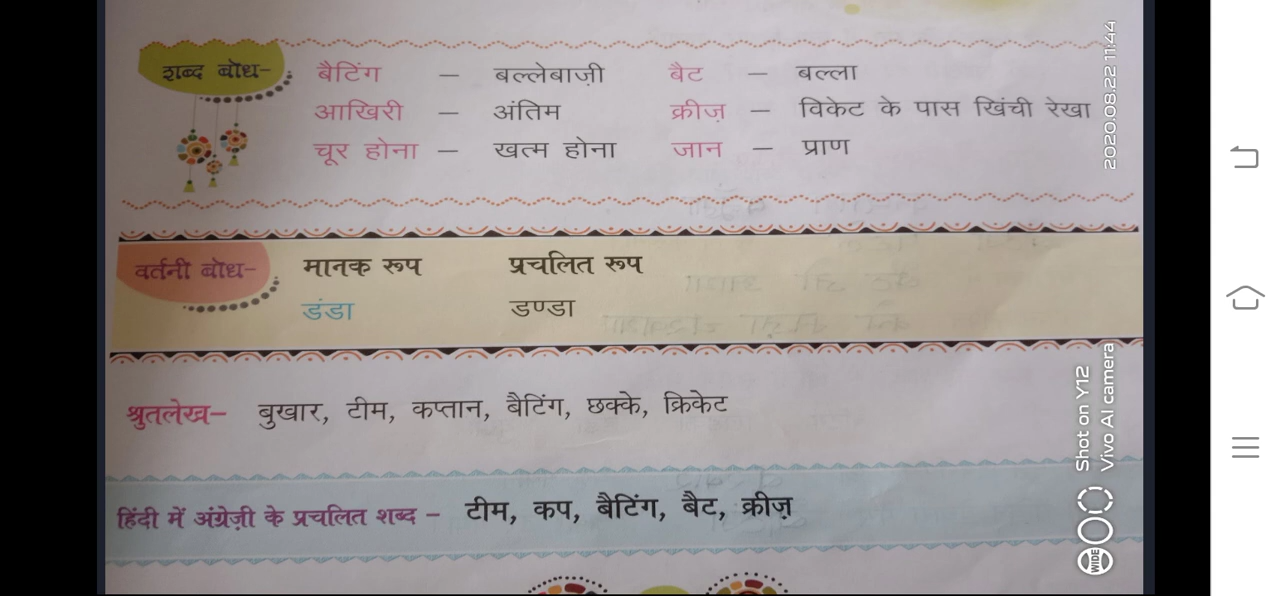 शब्द बोध- बैटिंग – बल्लेबाज़ी बैट – बल्ला
आखिरी – अंतिम क्रीज़ – विकेट के पास खिंची रेखा
चूर होना – खत्म होना जान – प्राण
वर्तनी बोध- मानक रूप प्रचलित रूप
डंडा डण्डा
श्रुतलेख- बुखार, टीम, कप्तान, बैटिंग, छक्के, क्रिकेट
हिंदी में अंग्रेज़ी के प्रचलित शब्द – टीम, कप, बैटिंग, बैट, क्रीज़
2020.08.22 11:44
Shot on Y12
Vivo AI camera
WIDE